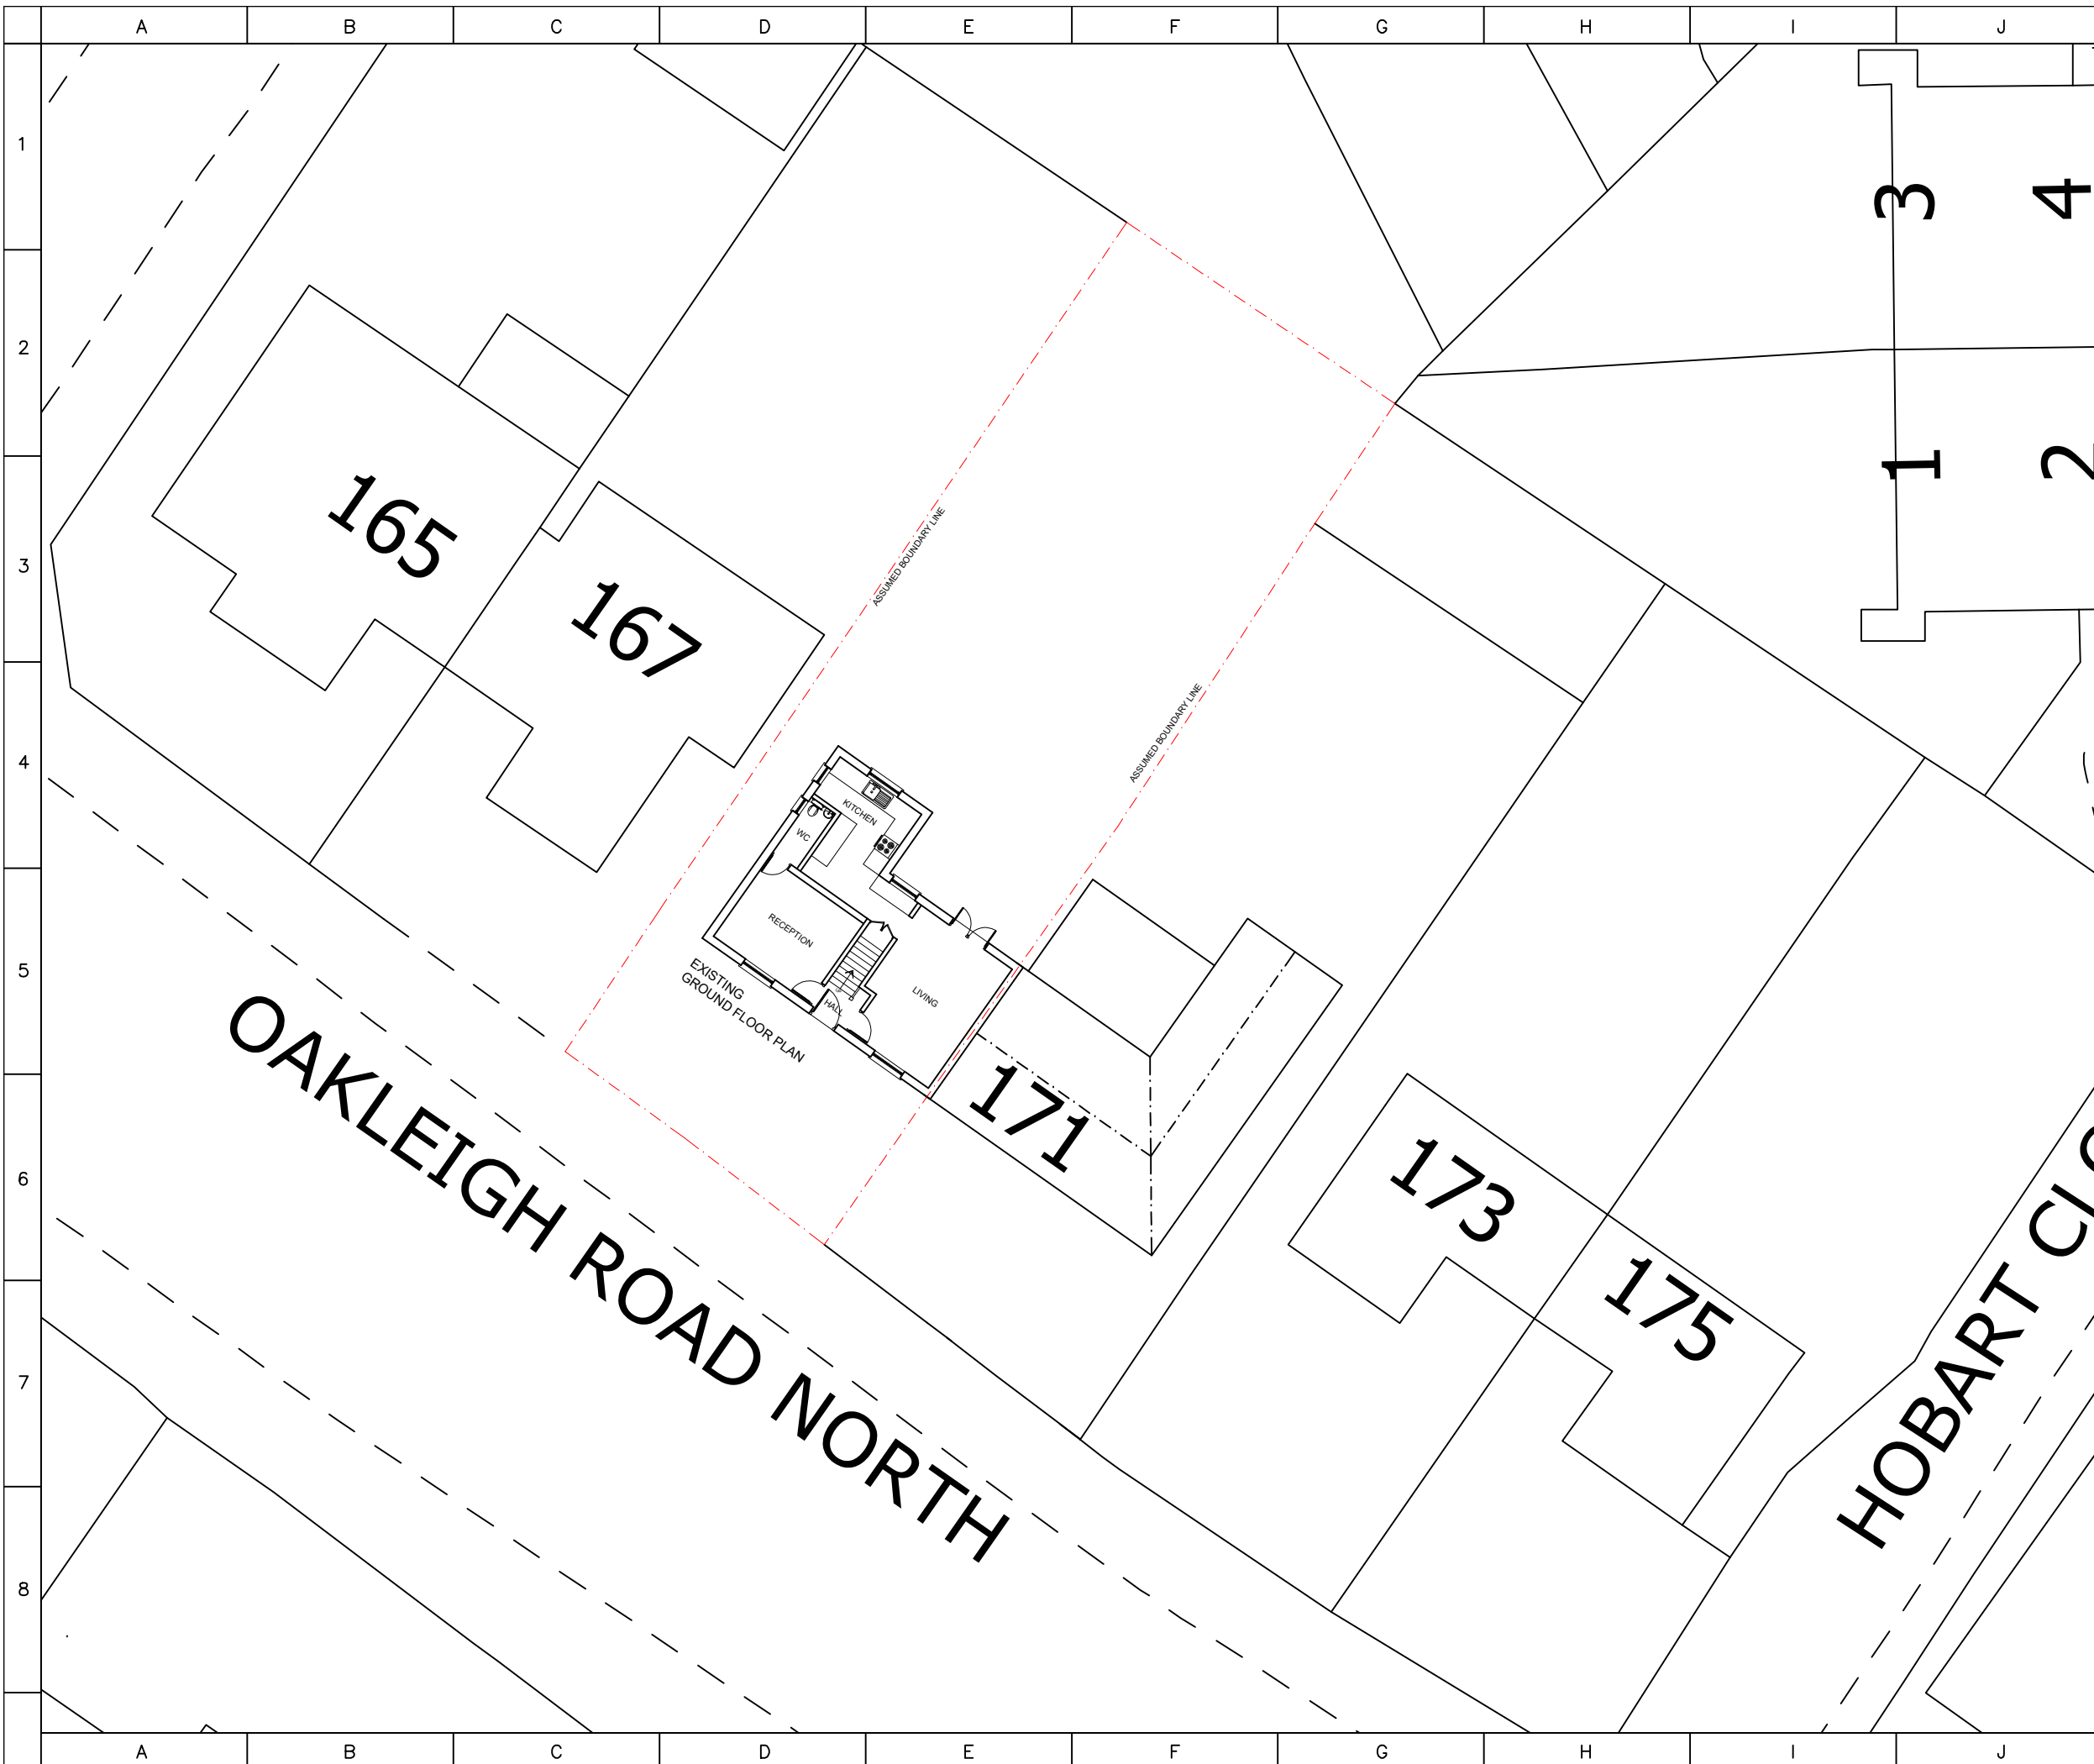 A B C D E F G H I J
1
2
3
4
5
6
7
8
3
4
1
2
165
167
ASSUMED BOUNDARY LINE
ASSUMED BOUNDARY LINE
KITCHEN
WC
RECEPTION
LIVING
HALL
EXISTING
GROUND FLOOR PLAN
171
173
175
OAKLEIGH ROAD NORTH
HOBART
A B C D E F G H I J